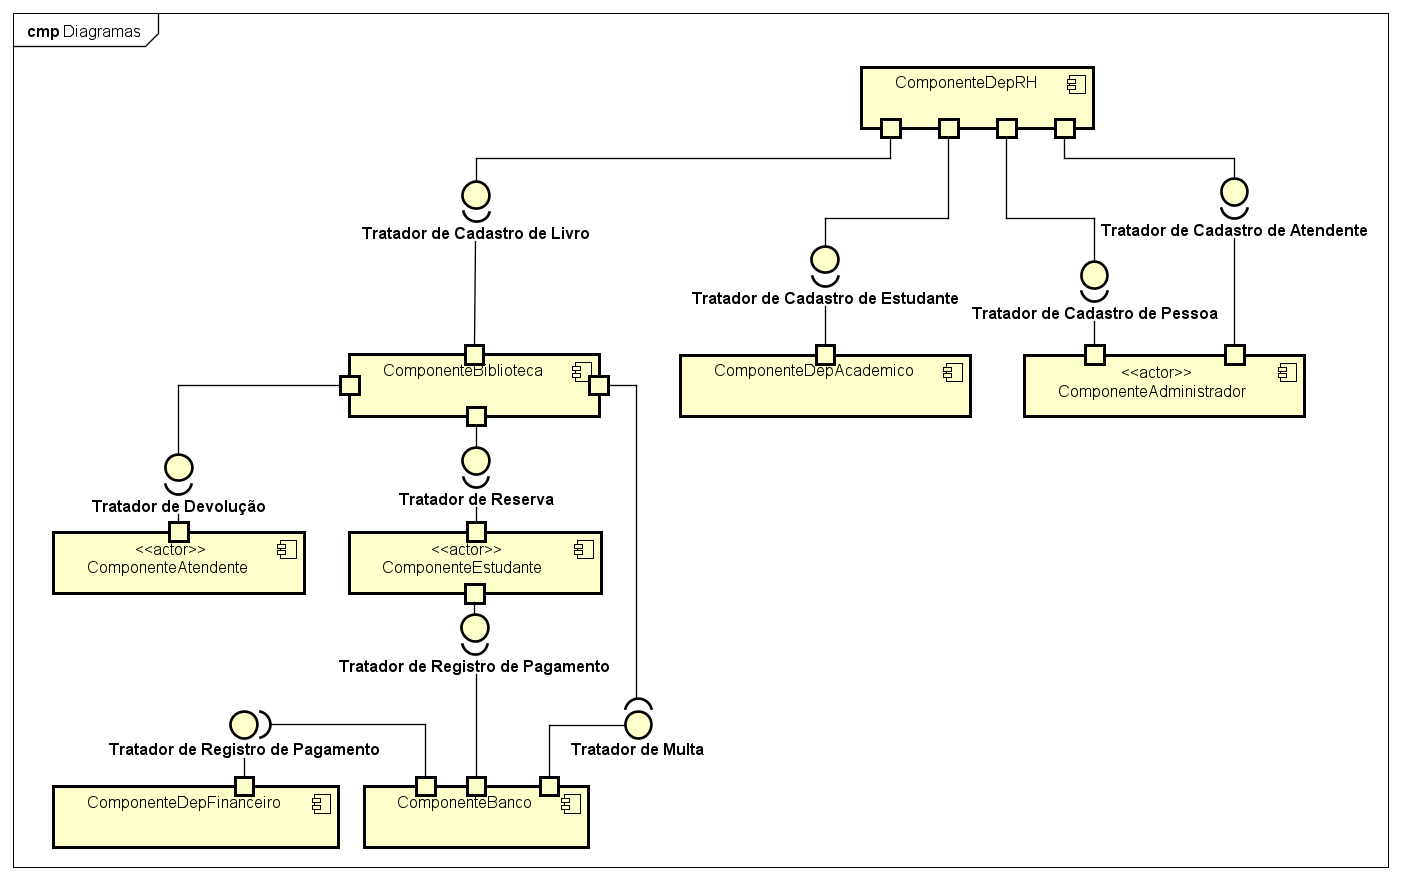 cmp Diagramas
ComponenteDepRH
Tratador de Cadastro de Livro
Tratador de Cadastro de Atendente
Tratador de Cadastro de Estudante
Tratador de Cadastro de Pessoa
ComponenteBiblioteca
ComponenteDepAcademico
<<actor>>
ComponenteAdministrador
Tratador de Devolução
Tratador de Reserva
<<actor>>
ComponenteAtendente
<<actor>>
ComponenteEstudante
Tratador de Registro de Pagamento
Tratador de Registro de Pagamento
Tratador de Multa
ComponenteDepFinanceiro
ComponenteBanco